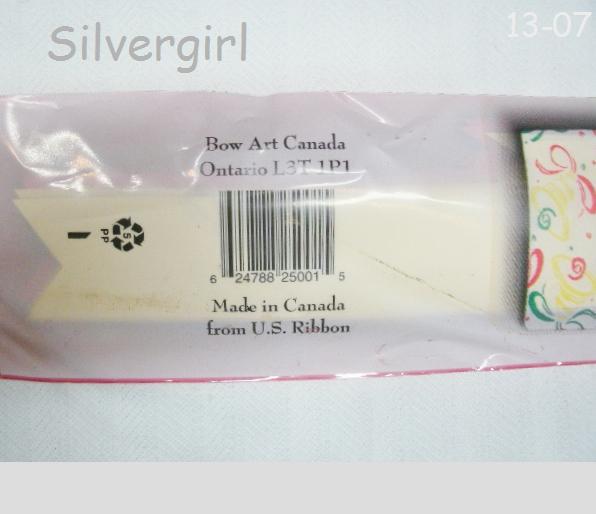 Silvergirl
13-07
Bow Art Canada
Ontario L3T 1P1
5
PP
6 24788 25001 5
Made in Canada
from U.S. Ribbon